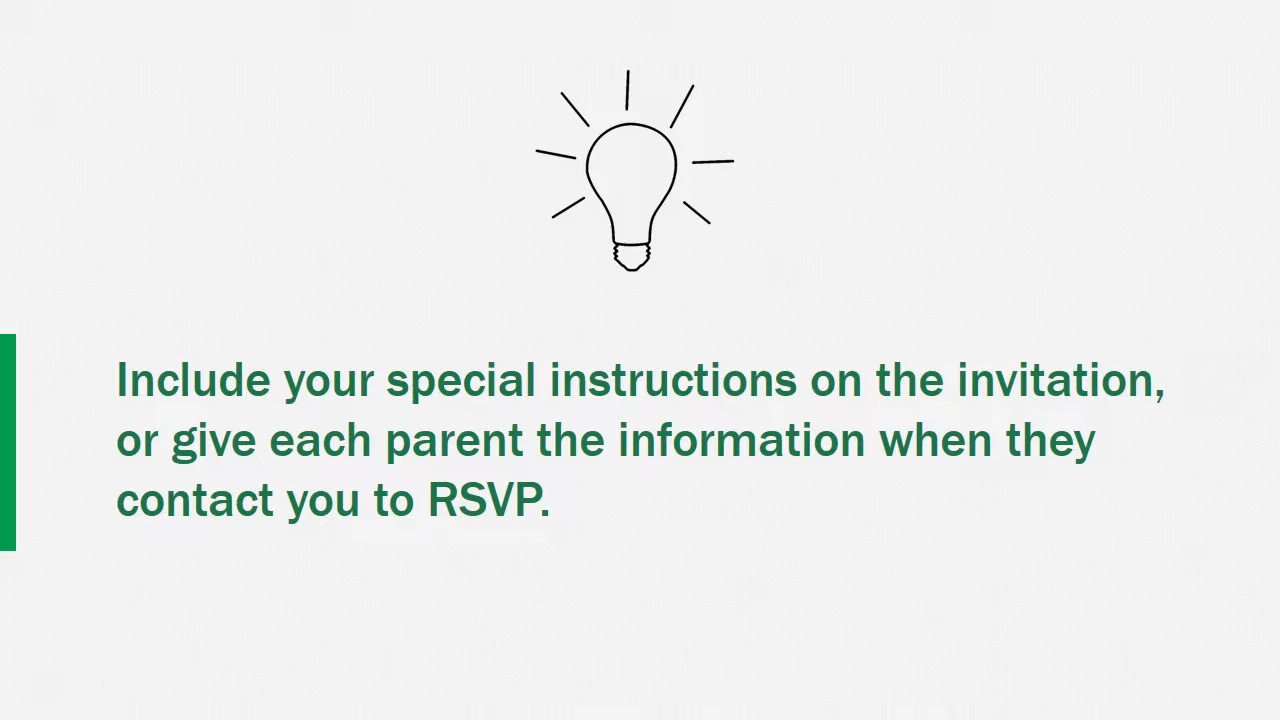 Include your special instructions on the invitation,
or give each parent the information when they
contact you to RSVP.